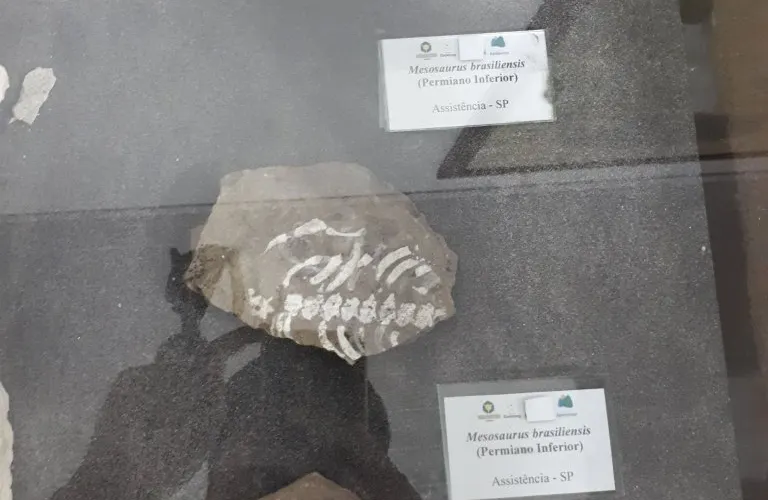 Mesosaurus brasiliensis
(Permiano Inferior)
Assistência - SP
Mesosaurus brasiliensis
(Permiano Inferior)
Assistência - SP